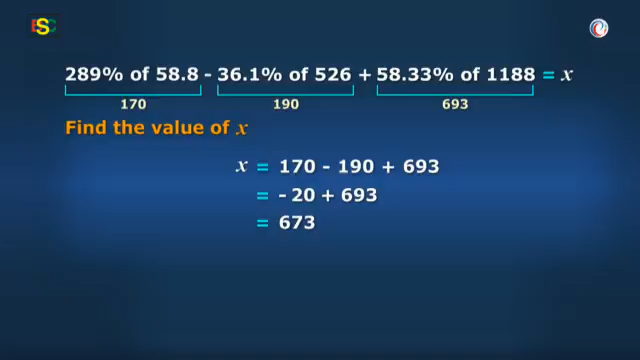 ESC
289% of 58.8 - 36.1% of 526 + 58.33% of 1188 = x
170 190 693
Find the value of x
x = 170 - 190 + 693
= - 20 + 693
= 673